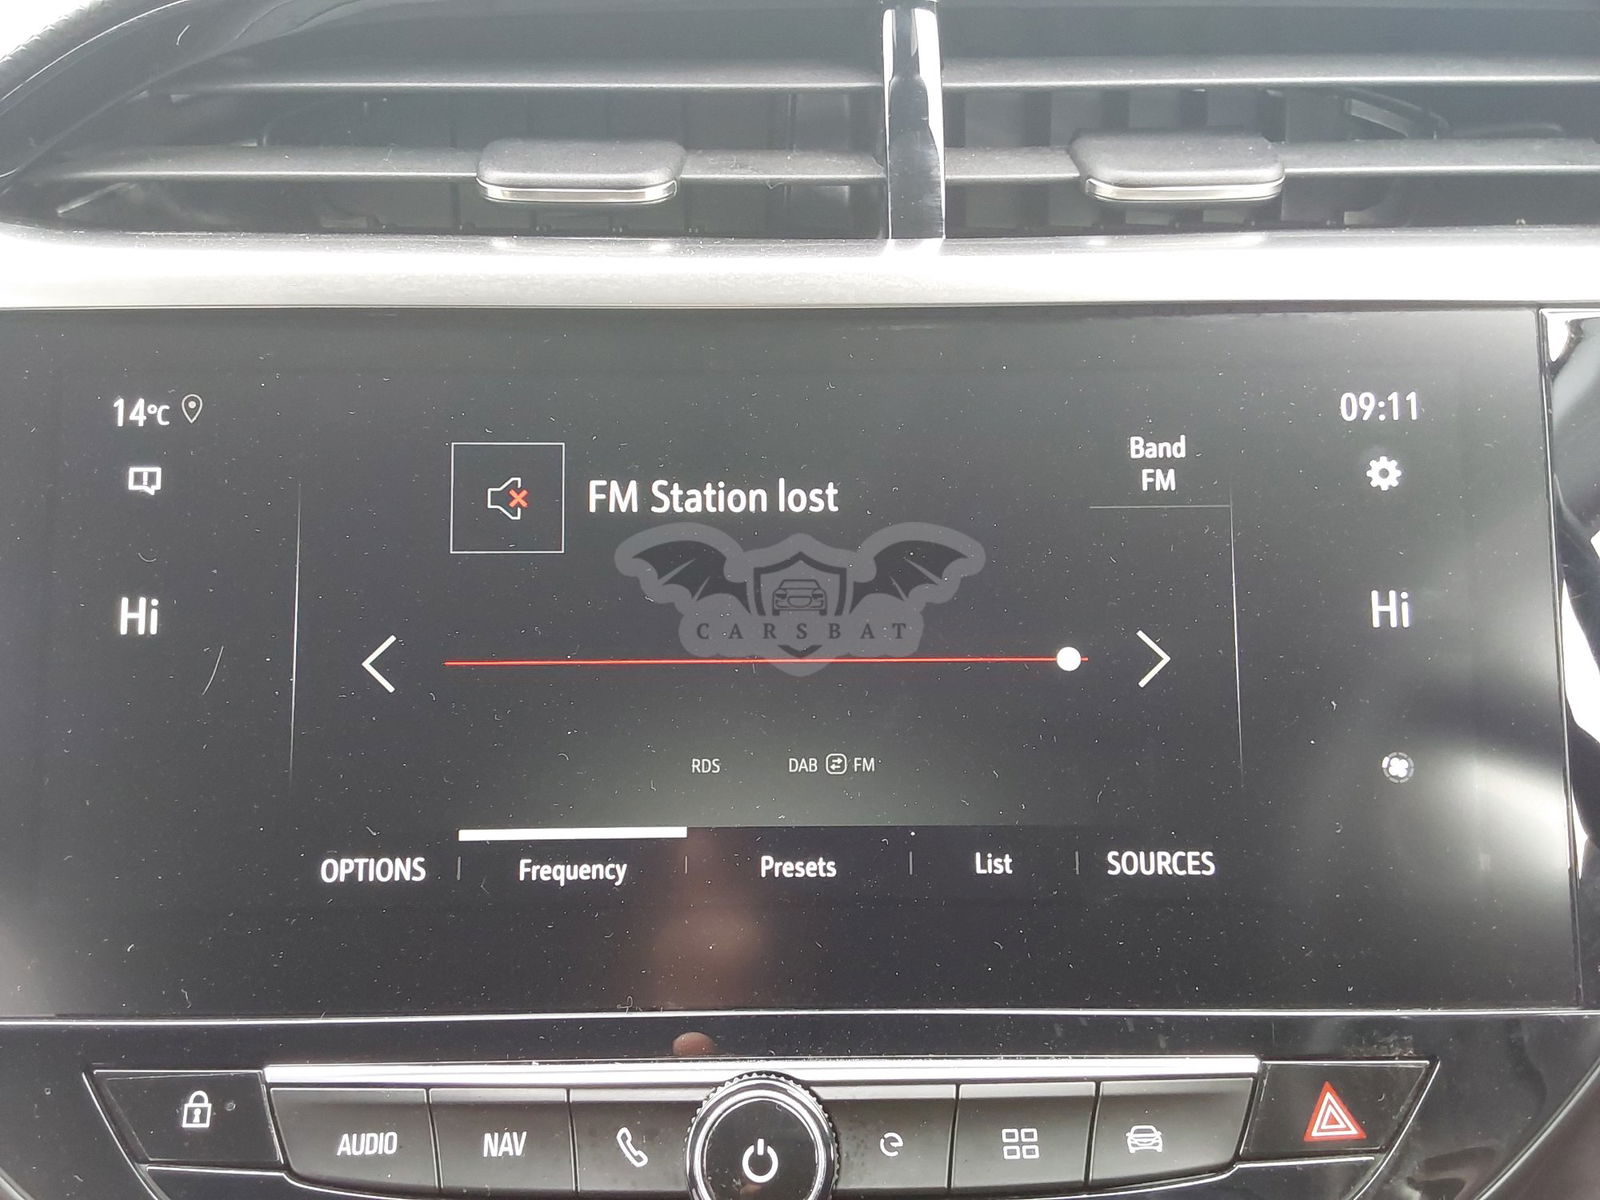 14°C
09:11
Band
FM
FM Station lost
CARSBAT
Hi
Hi
RDS
DAB FM
OPTIONS
Frequency
Presets
List
SOURCES
AUDIO
NAV